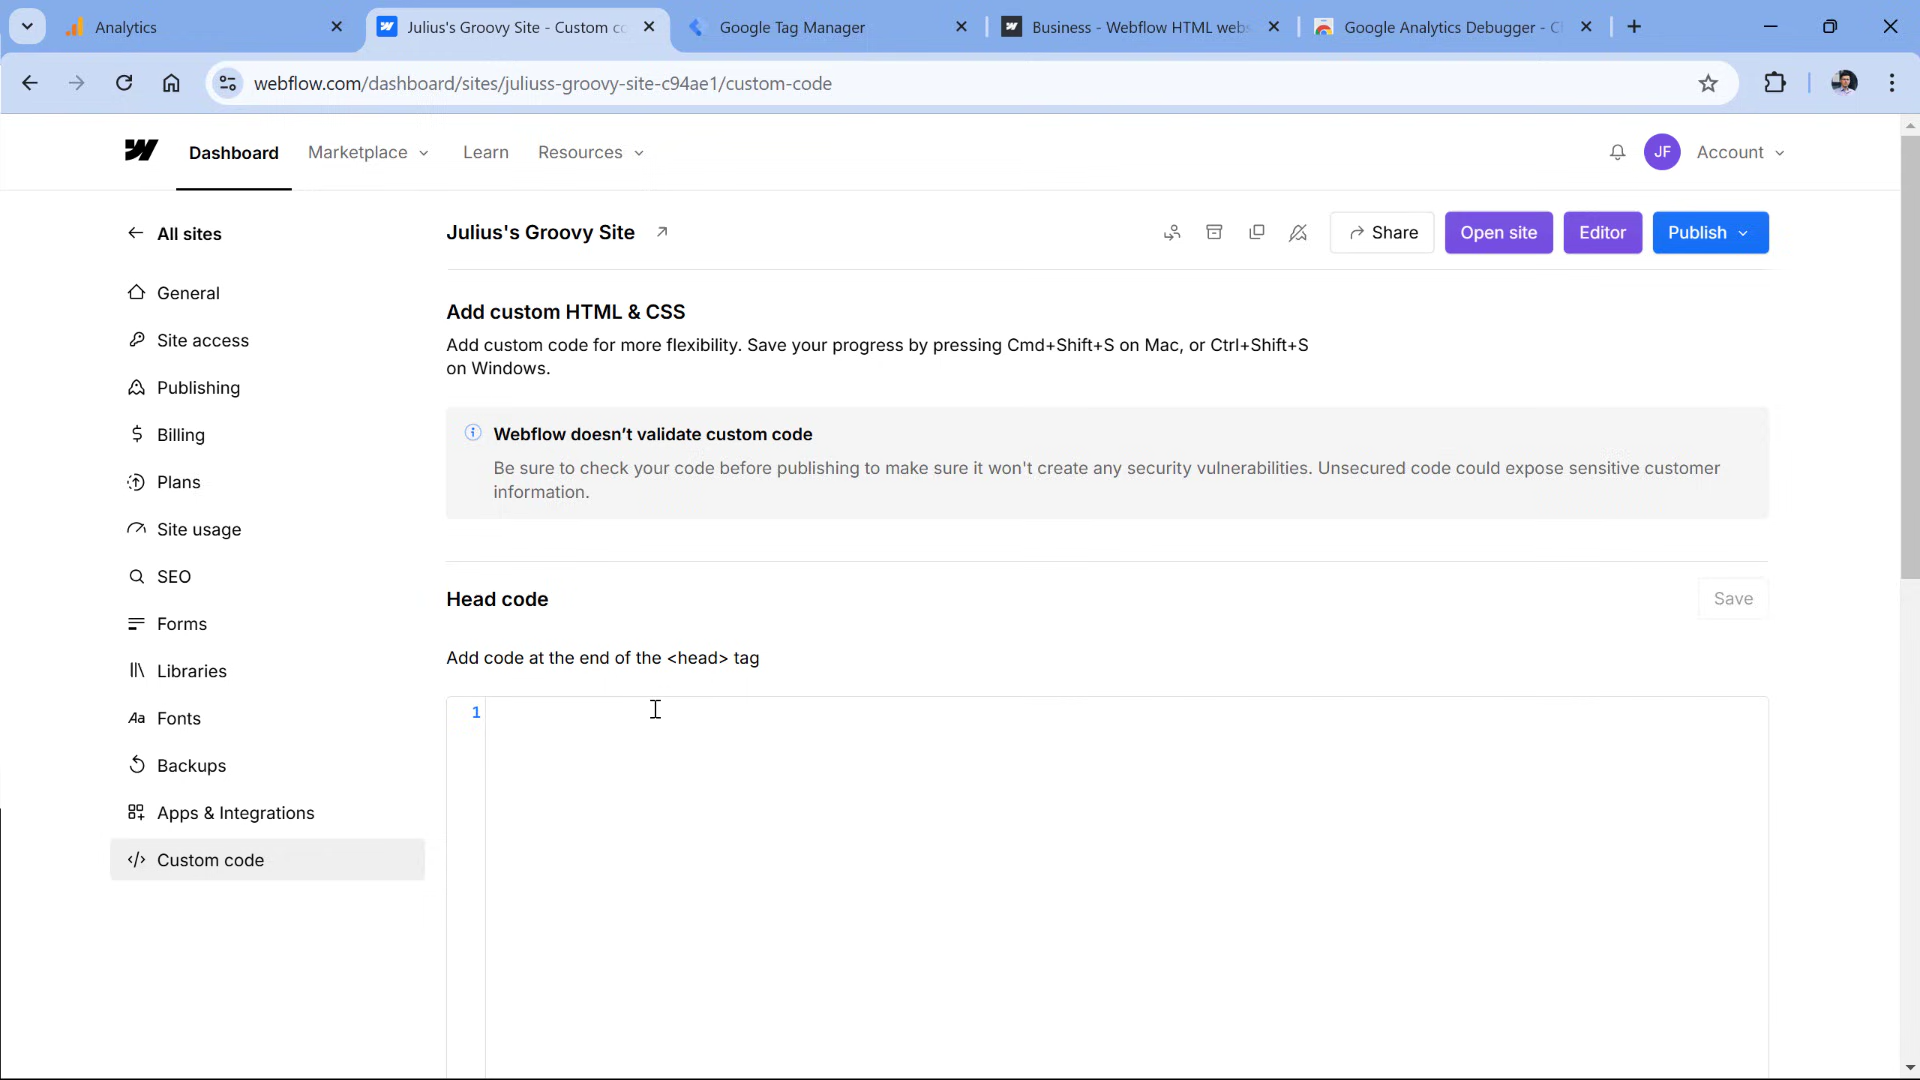 Analytics
Julius's Groovy Site - Custom co
Google Tag Manager
Business - Webflow HTML webs
Google Analytics Debugger - C
webflow.com/dashboard/sites/juliuss-groovy-site-c94ae1/custom-code
Dashboard
Marketplace
Learn
Resources
JF
Account
All sites
Julius's Groovy Site
Share
Open site
Editor
Publish
General
Site access
Publishing
Billing
Plans
Site usage
SEO
Forms
Libraries
Aa Fonts
Backups
Apps & Integrations
</> Custom code
Add custom HTML & CSS
Add custom code for more flexibility. Save your progress by pressing Cmd+Shift+S on Mac, or Ctrl+Shift+S
on Windows.
Webflow doesn’t validate custom code
Be sure to check your code before publishing to make sure it won't create any security vulnerabilities. Unsecured code could expose sensitive customer
information.
Head code
Save
Add code at the end of the <head> tag
1